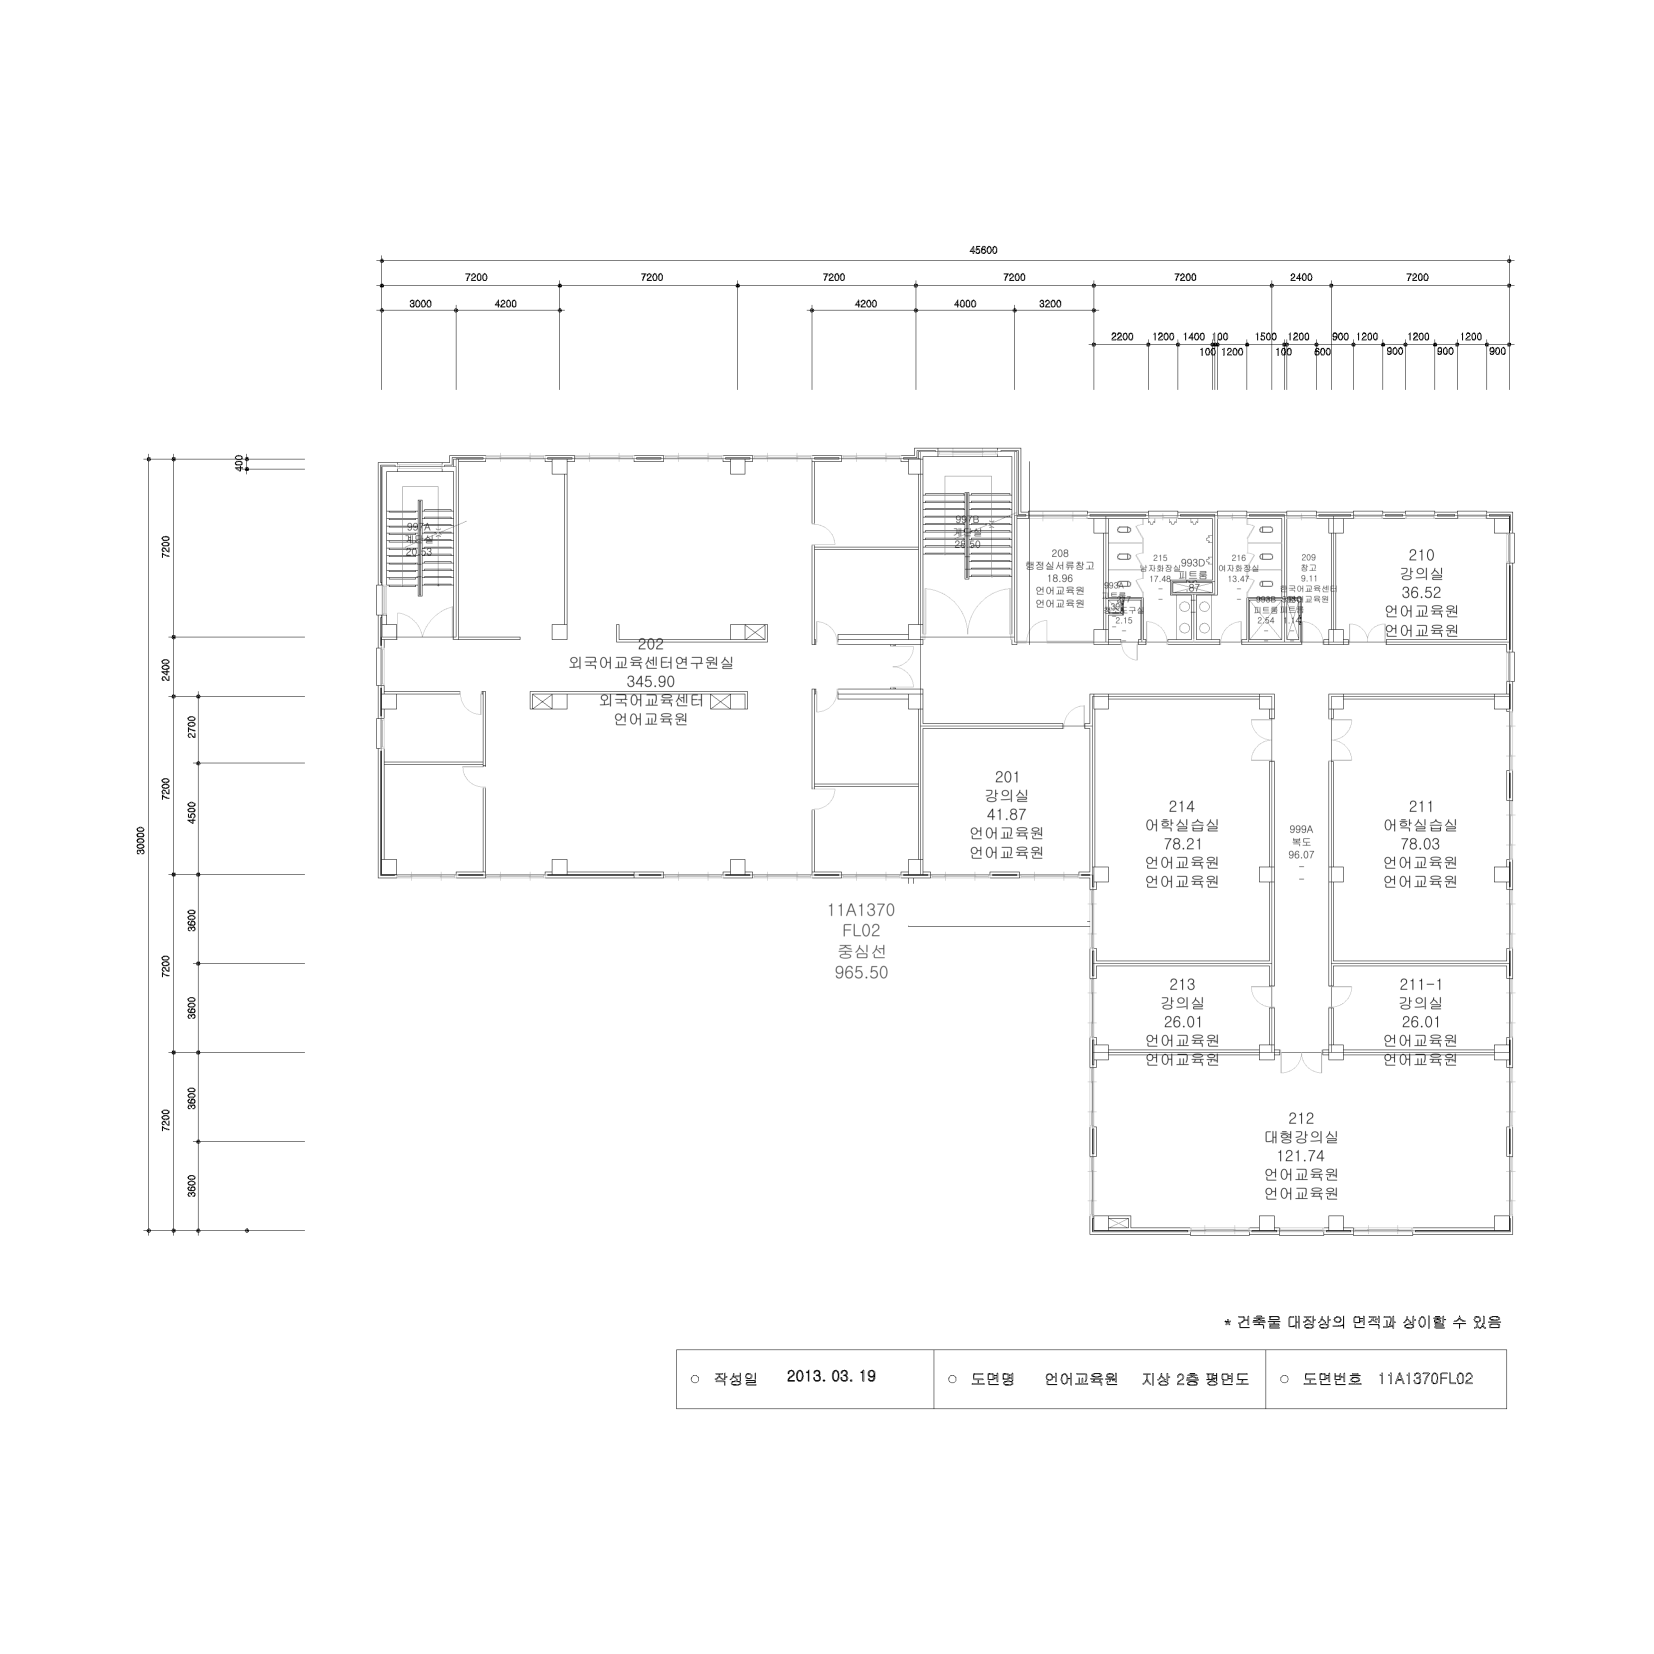 45600
7200 7200 7200 7200 7200 2400 7200
3000 4200 4200 4000 3200
2200 1200 1400 100 1500 1200 900 1200 1200 1200
100 1200 100 600 900 900 900
400
7200
2400
2700
7200
4500
30000
3600
7200
3600
3600
7200
3600
997A
계단실
20.53
997B
계단실
208
행정실서류창고
18.96
언어교육원
언어교육원
215
남자화장실
17.48
993D
피트룸
.87
216
여자화장실
13.47
209
창고
9.11
한국어교육센터
언어교육원
993A
2.15
993B
피트룸
2.54
피트룸
1.14
210
강의실
36.52
언어교육원
언어교육원
202
외국어교육센터연구원실
345.90
외국어교육센터
언어교육원
201
강의실
41.87
언어교육원
언어교육원
214
어학실습실
78.21
언어교육원
언어교육원
999A
복도
96.07
-
-
211
어학실습실
78.03
언어교육원
언어교육원
11A1370
FL02
중심선
965.50
213
강의실
26.01
언어교육원
언어교육원
211-1
강의실
26.01
언어교육원
언어교육원
212
대형강의실
121.74
언어교육원
언어교육원
* 건축물 대장상의 면적과 상이할 수 있음
○ 작성일 2013. 03. 19 ○ 도면명 언어교육원 지상 2층 평면도 ○ 도면번호 11A1370FL02